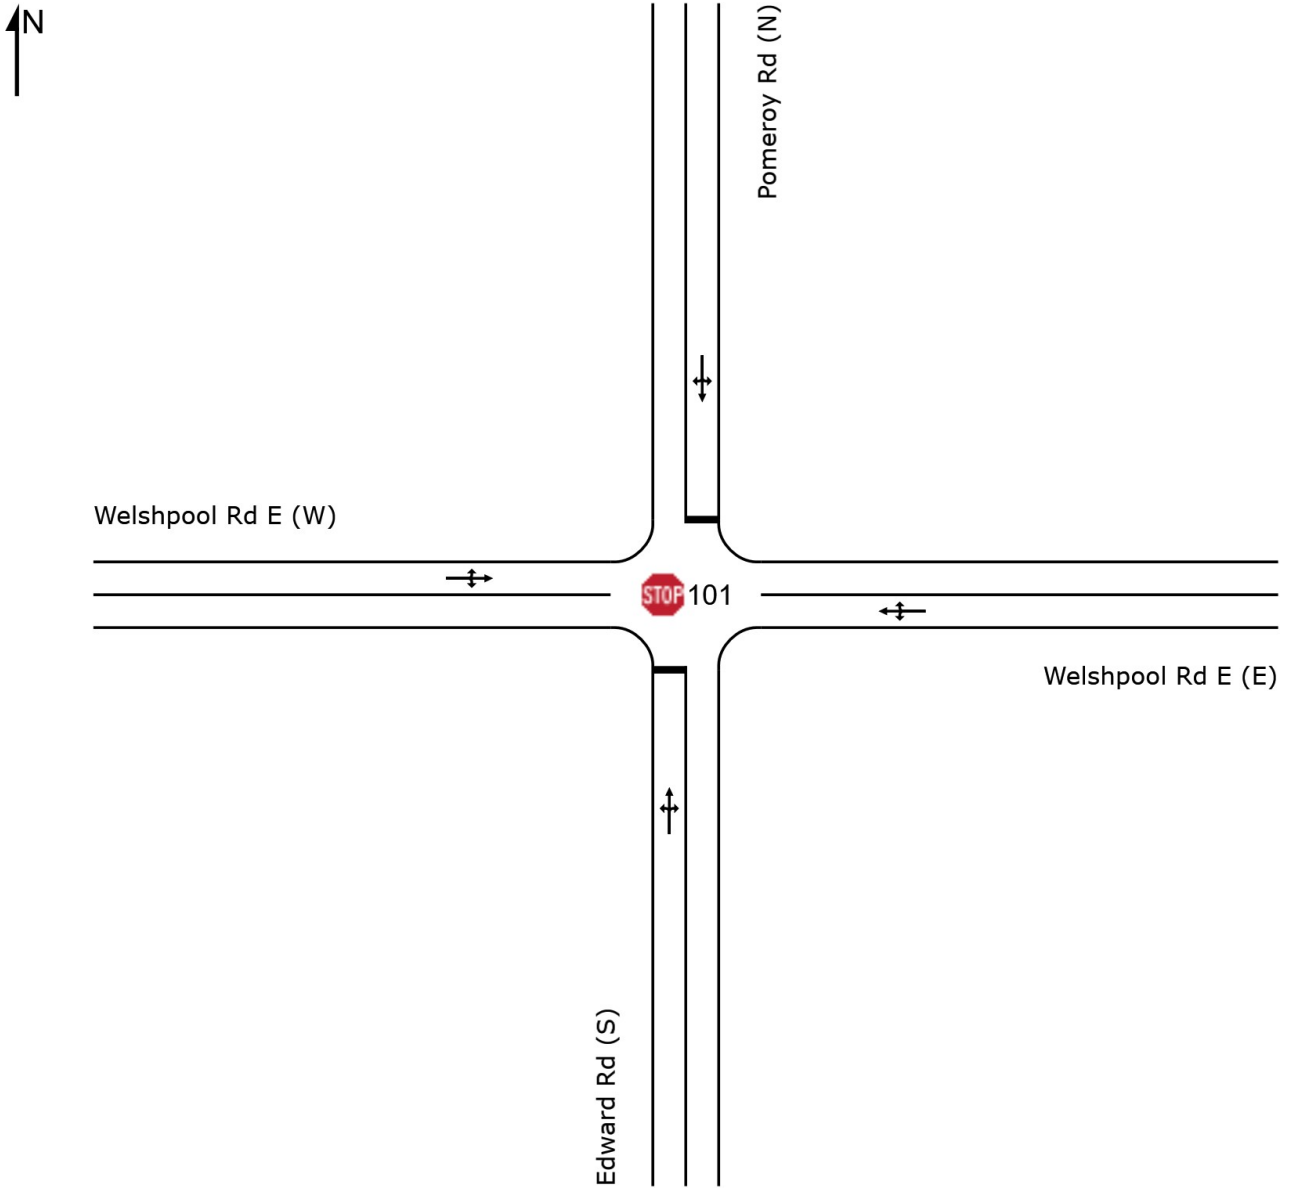 N
Pomeroy Rd (N)
Welshpool Rd E (W)
STOP 101
Welshpool Rd E (E)
Edward Rd (S)